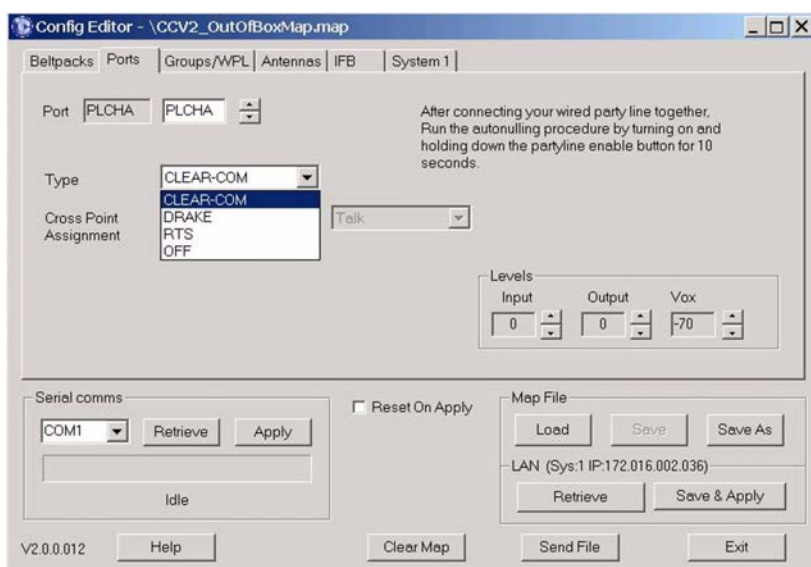 Config Editor - \CCV2_OutOfBoxMap.map
Beltpacks Ports Groups/WPL Antennas IFB System 1
Port PLCHA PLCHA
After connecting your wired party line together,
Run the autonulling procedure by turning on and
holding down the partyline enable button for 10
seconds.
Type CLEAR-COM
CLEAR-COM
DRAKE
RTS
OFF
Cross Point
Assignment
Talk
Levels
Input Output Vox
0 0 -70
Serial comms
COM1 Retrieve Apply
Idle
Reset On Apply
Map File
Load Save Save As
LAN (Sys:1 IP:172.016.002.036)
Retrieve Save & Apply
V2.0.0.012 Help Clear Map Send File Exit